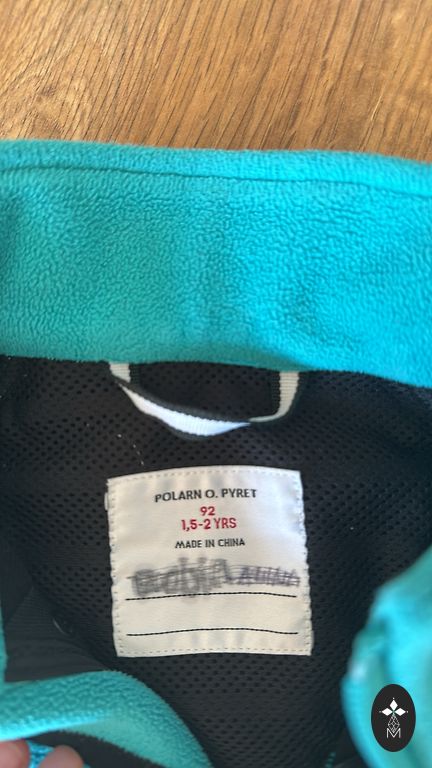 POLARN O. PYRET
92
1,5-2 YRS
MADE IN CHINA